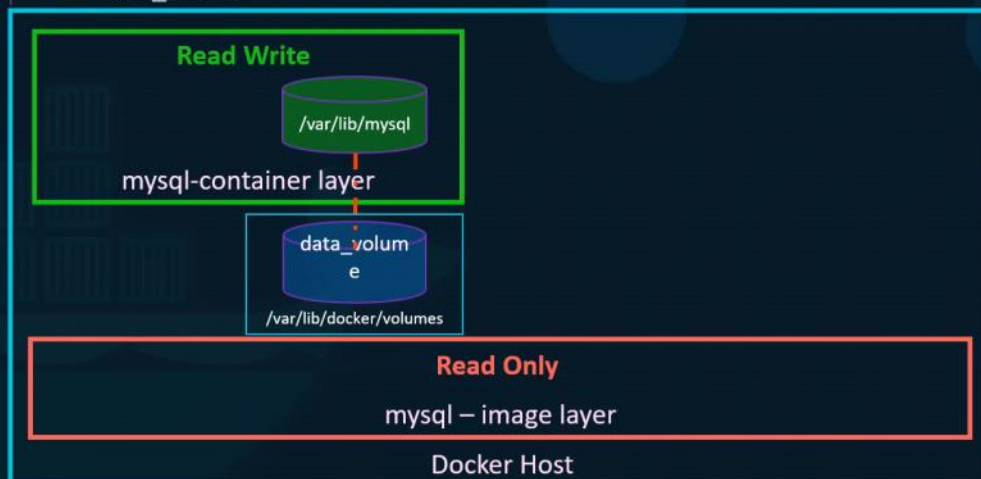 Read Write
/var/lib/mysql
mysql-container layer
data_volum
e
/var/lib/docker/volumes
Read Only
mysql – image layer
Docker Host